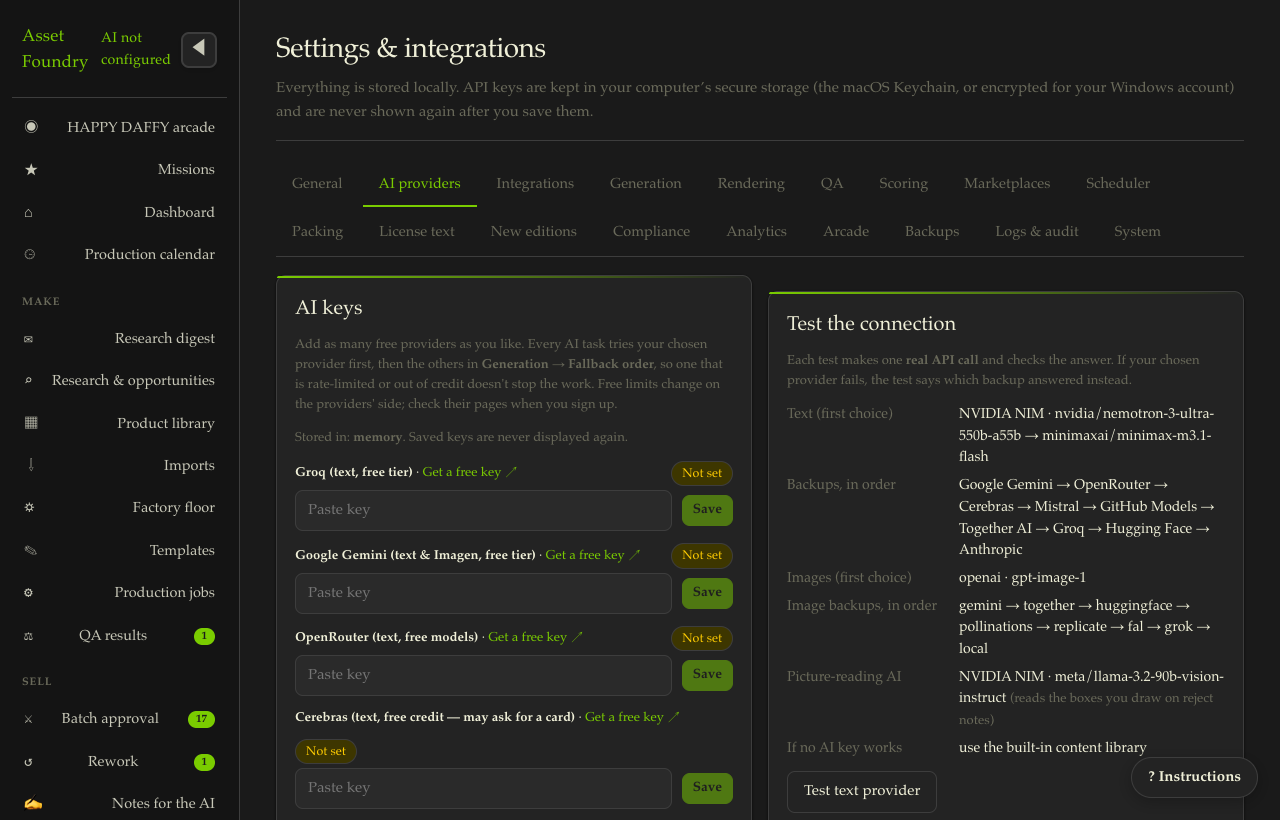 Asset Foundry
AI not configured
HAPPY DAFFY arcade
Missions
Dashboard
Production calendar
MAKE
Research digest
Research & opportunities
Product library
Imports
Factory floor
Templates
Production jobs
QA results 1
SELL
Batch approval 17
Rework 1
Notes for the AI
Settings & integrations
Everything is stored locally. API keys are kept in your computer’s secure storage (the macOS Keychain, or encrypted for your Windows account)
and are never shown again after you save them.
General AI providers Integrations Generation Rendering QA Scoring Marketplaces Scheduler
Packing License text New editions Compliance Analytics Arcade Backups Logs & audit System
AI keys
Add as many free providers as you like. Every AI task tries your chosen
provider first, then the others in Generation → Fallback order, so one that
is rate-limited or out of credit doesn't stop the work. Free limits change on
the providers' side; check their pages when you sign up.
Stored in: memory. Saved keys are never displayed again.
Groq (text, free tier) · Get a free key ↗ Not set
Paste key Save
Google Gemini (text & Imagen, free tier) · Get a free key ↗ Not set
Paste key Save
OpenRouter (text, free models) · Get a free key ↗ Not set
Paste key Save
Cerebras (text, free credit — may ask for a card) · Get a free key ↗
Not set
Paste key Save
Test the connection
Each test makes one real API call and checks the answer. If your chosen
provider fails, the test says which backup answered instead.
Text (first choice) NVIDIA NIM · nvidia/nemotron-3-ultra-
550b-a55b → minimaxai/minimax-m3.1-
flash
Backups, in order Google Gemini → OpenRouter →
Cerebras → Mistral → GitHub Models →
Together AI → Groq → Hugging Face →
Anthropic
Images (first choice) openai · gpt-image-1
Image backups, in order gemini → together → huggingface →
pollinations → replicate → fal → grok →
local
Picture-reading AI NVIDIA NIM · meta/llama-3.2-90b-vision-
instruct (reads the boxes you draw on reject
notes)
If no AI key works use the built-in content library
Test text provider
? Instructions